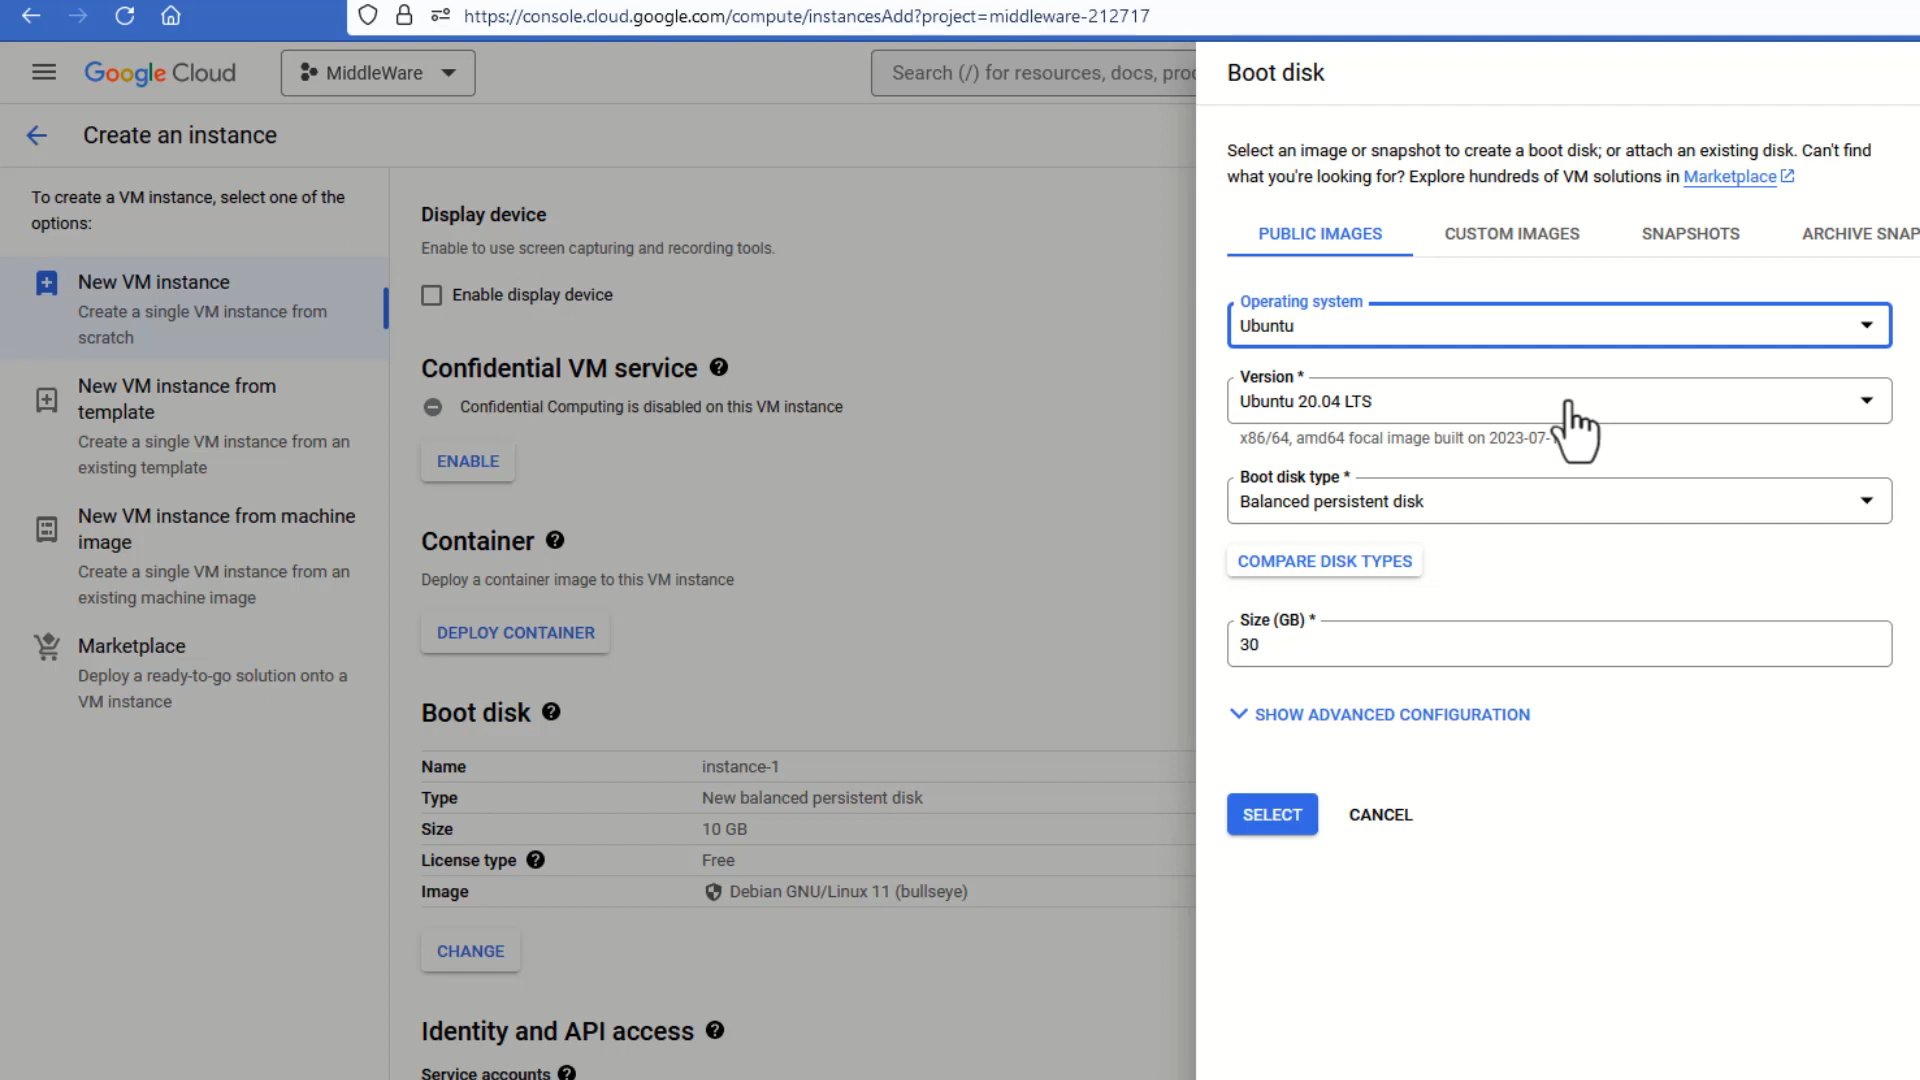 https://console.cloud.google.com/compute/instancesAdd?project=middleware-212717
Google Cloud
MiddleWare
Search (/) for resources, docs, prod
Create an instance
To create a VM instance, select one of the
options:
New VM instance
Create a single VM instance from
scratch
New VM instance from
template
Create a single VM instance from an
existing template
New VM instance from machine
image
Create a single VM instance from an
existing machine image
Marketplace
Deploy a ready-to-go solution onto a
VM instance
Display device
Enable to use screen capturing and recording tools.
Enable display device
Confidential VM service
Confidential Computing is disabled on this VM instance
ENABLE
Container
Deploy a container image to this VM instance
DEPLOY CONTAINER
Boot disk
Name instance-1
Type New balanced persistent disk
Size 10 GB
License type Free
Image Debian GNU/Linux 11 (bullseye)
CHANGE
Identity and API access
Service accounts
Boot disk
Select an image or snapshot to create a boot disk; or attach an existing disk. Can't find
what you're looking for? Explore hundreds of VM solutions in Marketplace
PUBLIC IMAGES CUSTOM IMAGES SNAPSHOTS ARCHIVE SNAP
Operating system
Ubuntu
Version *
Ubuntu 20.04 LTS
x86/64, amd64 focal image built on 2023-07-
Boot disk type *
Balanced persistent disk
COMPARE DISK TYPES
Size (GB) *
30
SHOW ADVANCED CONFIGURATION
SELECT CANCEL